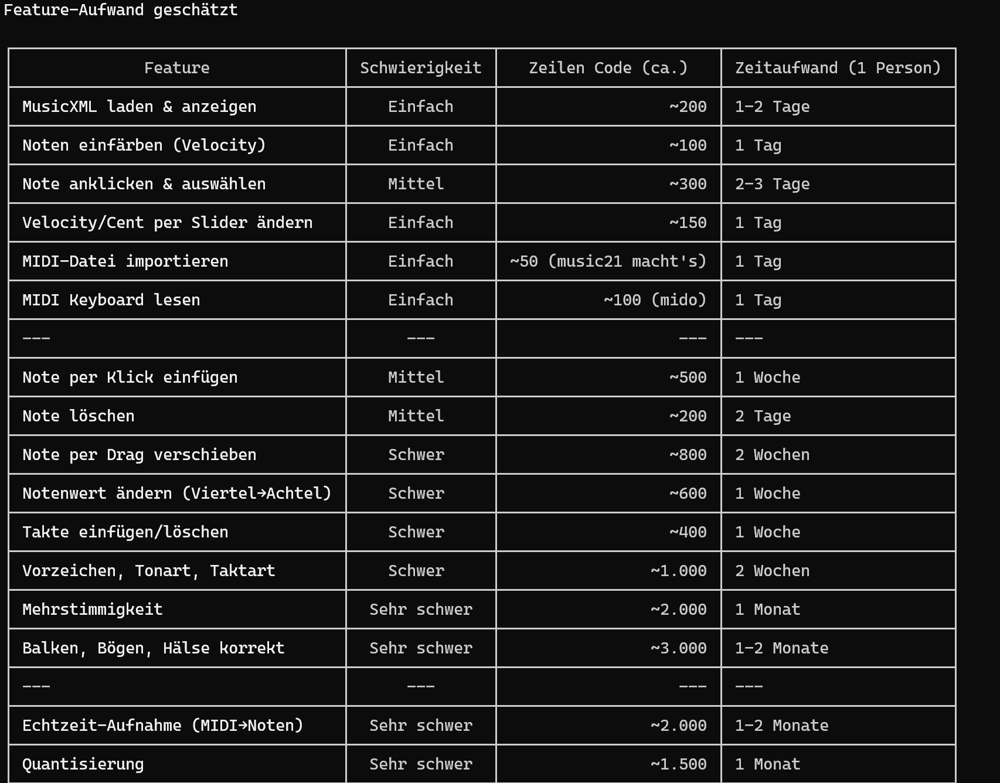 Feature-Aufwand geschätzt
Feature Schwierigkeit Zeilen Code (ca.) Zeitaufwand (1 Person)
MusicXML laden & anzeigen Einfach ~200 1-2 Tage
Noten einfärben (Velocity) Einfach ~100 1 Tag
Note anklicken & auswählen Mittel ~300 2-3 Tage
Velocity/Cent per Slider ändern Einfach ~150 1 Tag
MIDI-Datei importieren Einfach ~50 (music21 macht's) 1 Tag
MIDI Keyboard lesen Einfach ~100 (mido) 1 Tag
--- --- --- ---
Note per Klick einfügen Mittel ~500 1 Woche
Note löschen Mittel ~200 2 Tage
Note per Drag verschieben Schwer ~800 2 Wochen
Notenwert ändern (Viertel→Achtel) Schwer ~600 1 Woche
Takte einfügen/löschen Schwer ~400 1 Woche
Vorzeichen, Tonart, Taktart Schwer ~1.000 2 Wochen
Mehrstimmigkeit Sehr schwer ~2.000 1 Monat
Balken, Bögen, Hälse korrekt Sehr schwer ~3.000 1-2 Monate
--- --- --- ---
Echtzeit-Aufnahme (MIDI→Noten) Sehr schwer ~2.000 1-2 Monate
Quantisierung Sehr schwer ~1.500 1 Monat